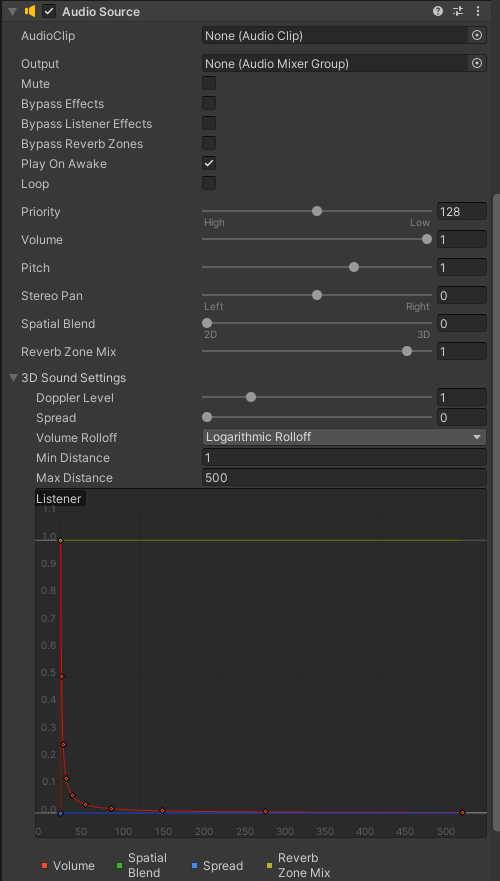 Audio Source
AudioClip None (Audio Clip)
Output None (Audio Mixer Group)
Mute
Bypass Effects
Bypass Listener Effects
Bypass Reverb Zones
Play On Awake
Loop
Priority 128
High Low
Volume 1
Pitch 1
Stereo Pan 0
Left Right
Spatial Blend 0
2D 3D
Reverb Zone Mix 1
3D Sound Settings
Doppler Level 1
Spread 0
Volume Rolloff Logarithmic Rolloff
Min Distance 1
Max Distance 500
Listener
1.1
1.0
0.9
0.8
0.7
0.6
0.5
0.4
0.3
0.2
0.1
0.0
0 50 100 150 200 250 300 350 400 450 500
Volume Spatial Blend Spread Reverb Zone Mix